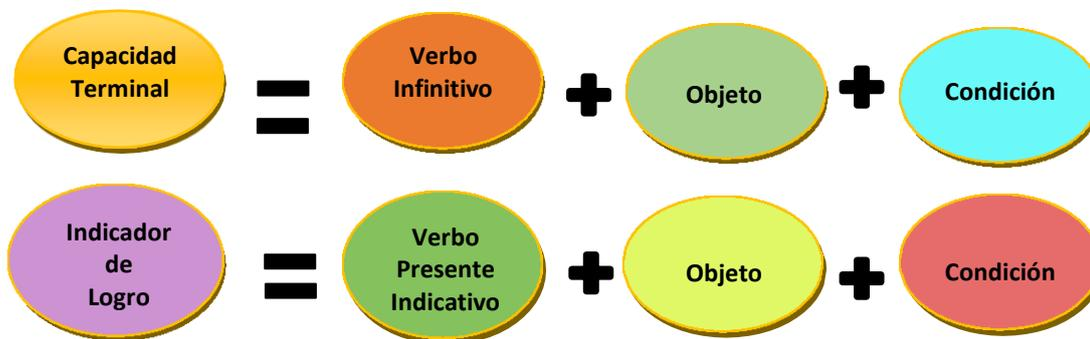 Capacidad
Terminal
=
Verbo
Infinitivo
+
Objeto
+
Condición
Indicador
de
Logro
=
Verbo
Presente
Indicativo
+
Objeto
+
Condición